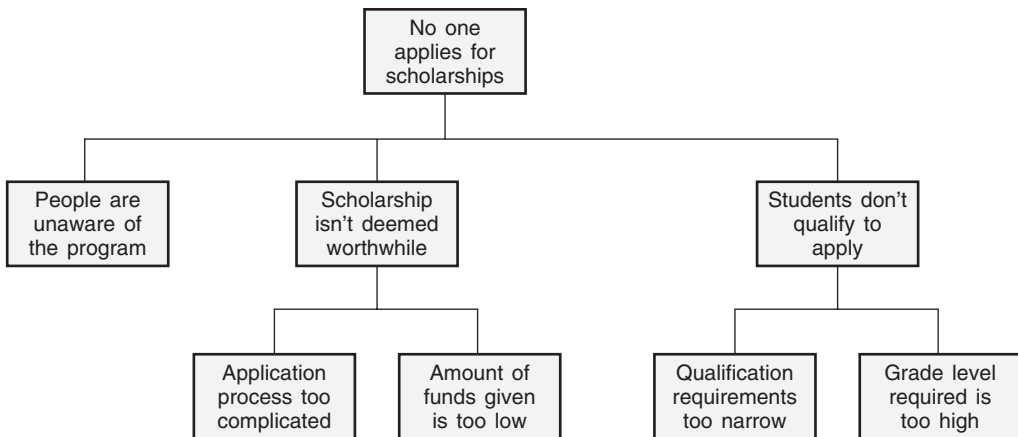 No one
applies for
scholarships
People are
unaware of
the program
Scholarship
isn't deemed
worthwhile
Students don't
qualify to
apply
Application
process too
complicated
Amount of
funds given
is too low
Qualification
requirements
too narrow
Grade level
required is
too high